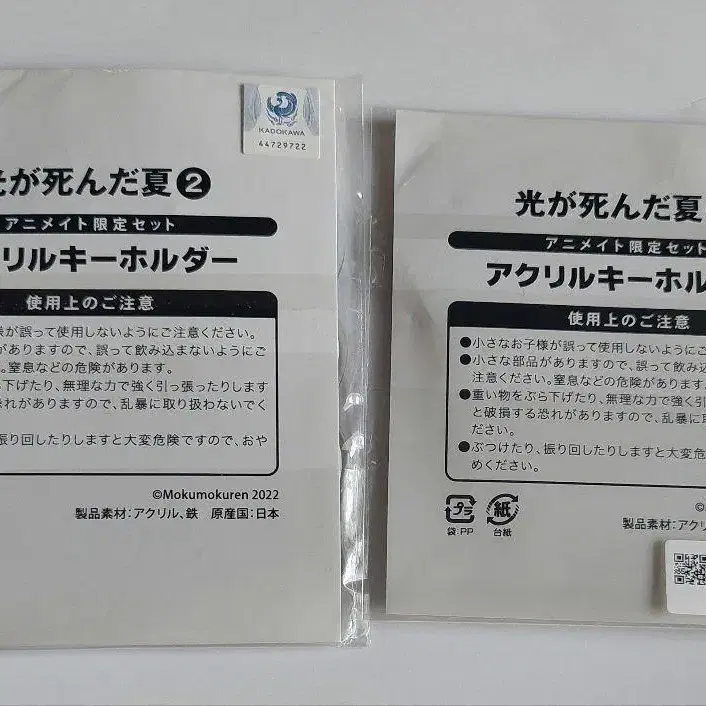 KADOKAWA
44729722
が死んだ夏❷
アニメイト限定セット
リルキーホルダー
使用上のご注意
が誤って使用しないようにご注意ください。
がありますので、誤って飲み込まないようにご
。窒息などの危険があります。
下げたり、無理な力で強く引っ張ったりします
れがありますので、乱暴に取り扱わないでく
振り回したりしますと大変危険ですので、おや
©Mokumokuren 2022
製品素材:アクリル、鉄 原産国:日本
光が死んだ夏
アニメイト限定セット
アクリルキーホル
使用上のご注意
●小さなお子様が誤って使用しないようにご
●小さな部品がありますので、誤って飲み
注意ください。窒息などの危険があります。
●重い物をぶら下げたり、無理な力で強く引
と破損する恐れがありますので、乱暴に取
ださい。
●ぶつけたり、振り回したりしますと大変危
めください。
プラ
紙
袋:PP
台紙
©
製品素材:アク